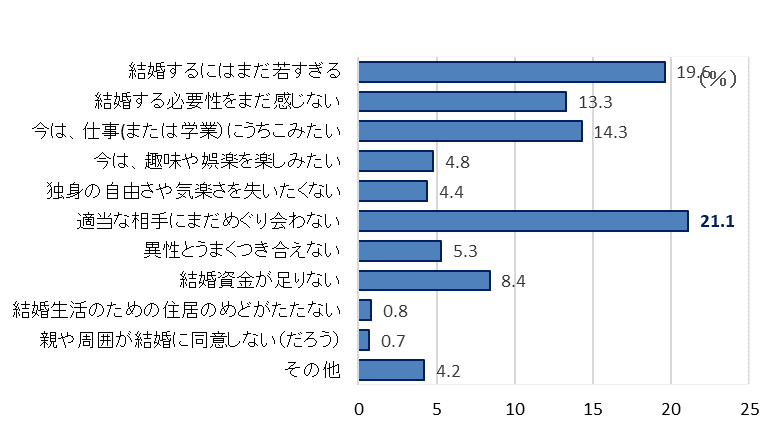 結婚するにはまだ若すぎる 19.6 (%)
結婚する必要性をまだ感じない 13.3
今は、仕事(または学業)にうちこみたい 14.3
今は、趣味や娯楽を楽しみたい 4.8
独身の自由さや気楽さを失いたくない 4.4
適当な相手にまだめぐり会わない 21.1
異性とうまくつき合えない 5.3
結婚資金が足りない 8.4
結婚生活のための住居のめどがたたない 0.8
親や周囲が結婚に同意しない(だろう) 0.7
その他 4.2
0 5 10 15 20 25